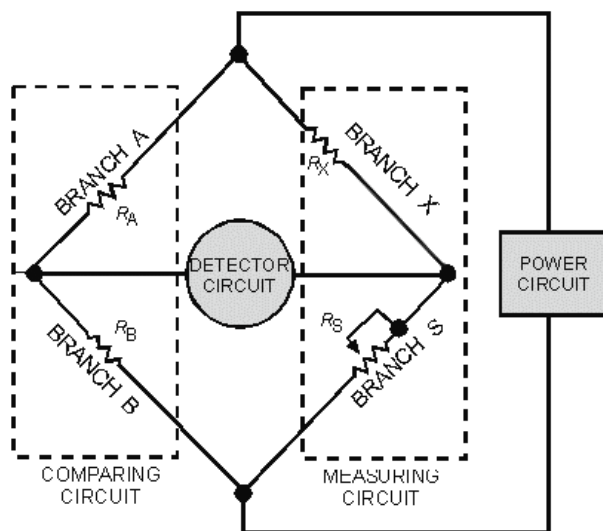 BRANCH A
RA
RX
BRANCH X
DETECTOR
CIRCUIT
POWER
CIRCUIT
RB
BRANCH B
RS
BRANCH S
COMPARING
CIRCUIT
MEASURING
CIRCUIT